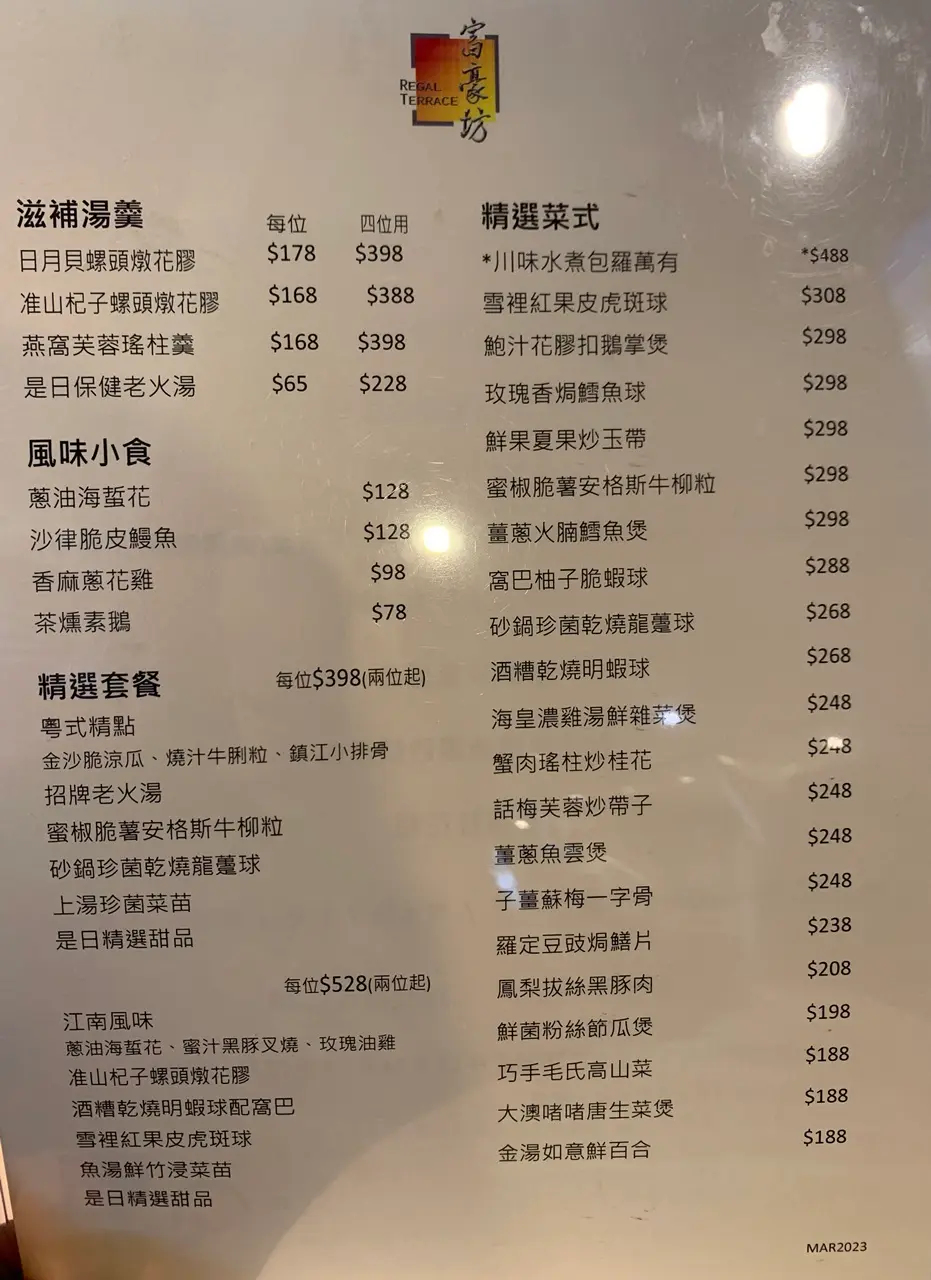 富豪坊
REGAL
TERRACE
滋補湯羹 每位 四位用
日月貝螺頭燉花膠 $178 $398
准山杞子螺頭燉花膠 $168 $388
燕窩芙蓉瑤柱羹 $168 $398
是日保健老火湯 $65 $228
風味小食
蔥油海蜇花 $128
沙律脆皮鰻魚 $128
香麻蔥花雞 $98
茶燻素鵝 $78
精選套餐 每位$398(兩位起)
粵式精點
金沙脆涼瓜、燒汁牛脷粒、鎮江小排骨
招牌老火湯
蜜椒脆薯安格斯牛柳粒
砂鍋珍菌乾燒龍躉球
上湯珍菌菜苗
是日精選甜品
每位$528(兩位起)
江南風味
蔥油海蜇花、蜜汁黑豚叉燒、玫瑰油雞
准山杞子螺頭燉花膠
酒糟乾燒明蝦球配窩巴
雪裡紅果皮虎斑球
魚湯鮮竹浸菜苗
是日精選甜品
精選菜式
*川味水煮包羅萬有 *$488
雪裡紅果皮虎斑球 $308
鮑汁花膠扣鵝掌煲 $298
玫瑰香焗鱈魚球 $298
鮮果夏果炒玉帶 $298
蜜椒脆薯安格斯牛柳粒 $298
薑蔥火腩鱈魚煲 $298
窩巴柚子脆蝦球 $288
砂鍋珍菌乾燒龍躉球 $268
酒糟乾燒明蝦球 $268
海皇濃雞湯鮮雜菜煲 $248
蟹肉瑤柱炒桂花 $248
話梅芙蓉炒帶子 $248
薑蔥魚雲煲 $248
子薑蘇梅一字骨 $248
羅定豆豉焗鱔片 $238
鳳梨拔絲黑豚肉 $208
鮮菌粉絲節瓜煲 $198
巧手毛氏高山菜 $188
大澳啫啫唐生菜煲 $188
金湯如意鮮百合 $188
MAR2023